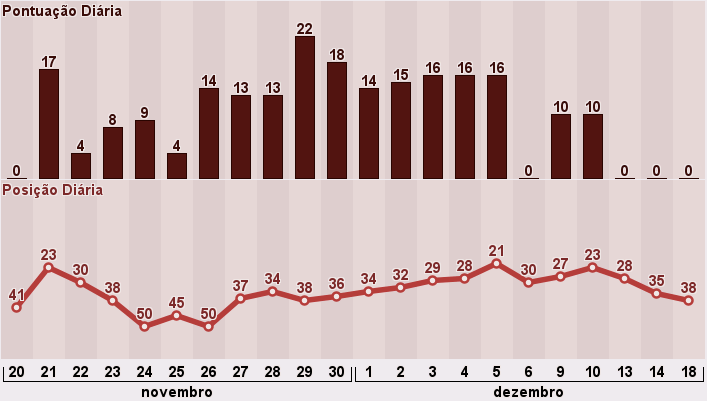 Pontuação Diária
0 17 4 8 9 4 14 13 13 22 18 14 15 16 16 16 0 10 10 0 0 0
Posição Diária
41 23 30 38 50 45 50 37 34 38 36 34 32 29 28 21 30 27 23 28 35 38
20 21 22 23 24 25 26 27 28 29 30 1 2 3 4 5 6 9 10 13 14 18
novembro dezembro